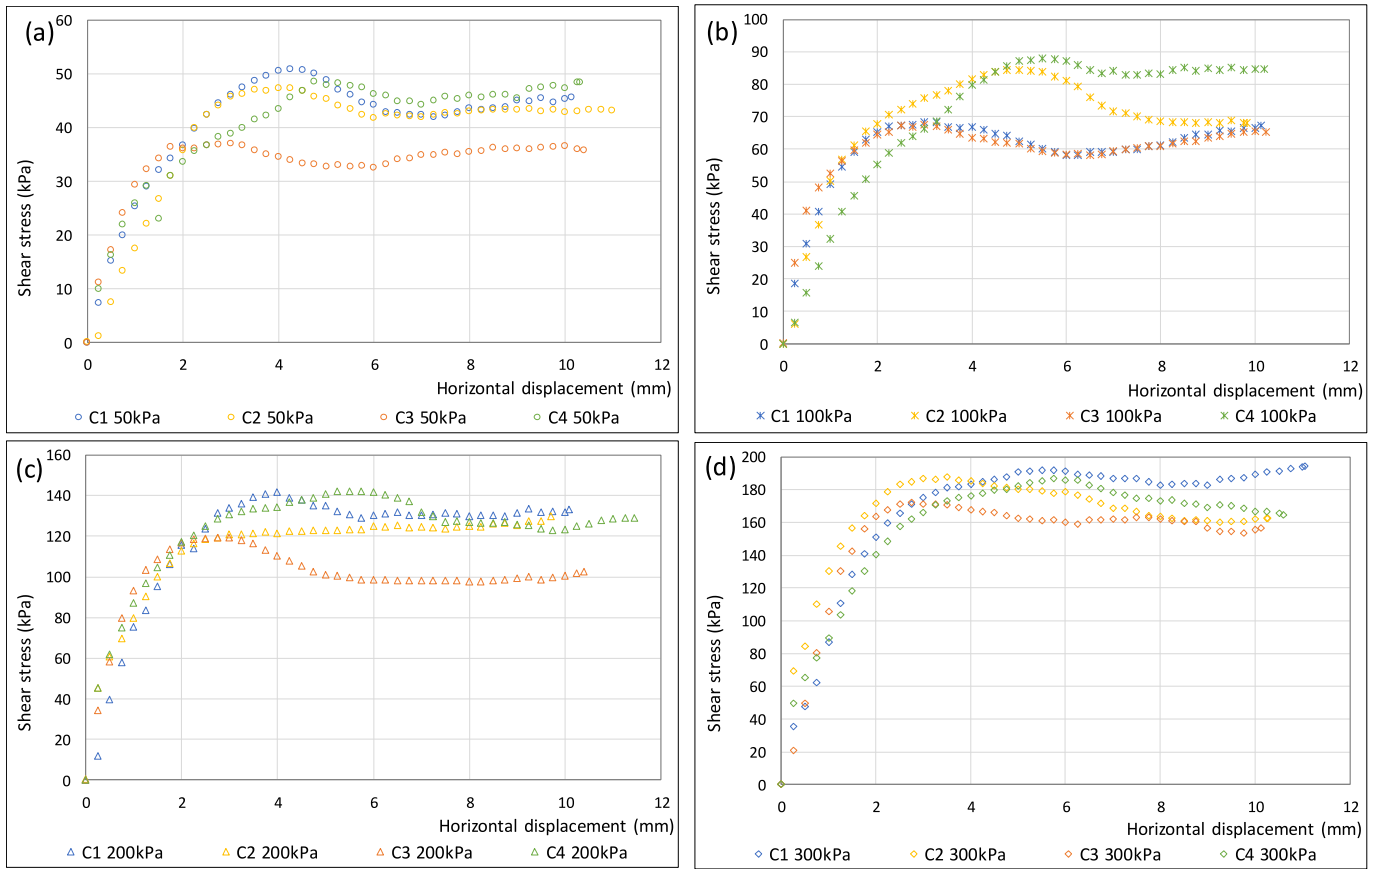 (a)
60
50
40
30
20
10
0
Shear stress (kPa)
0 2 4 6 8 10 12
Horizontal displacement (mm)
C1 50kPa C2 50kPa C3 50kPa C4 50kPa
(b)
100
90
80
70
60
50
40
30
20
10
0
Shear stress (kPa)
0 2 4 6 8 10 12
Horizontal displacement (mm)
C1 100kPa C2 100kPa C3 100kPa C4 100kPa
(c)
160
140
120
100
80
60
40
20
0
Shear stress (kPa)
0 2 4 6 8 10 12
Horizontal displacement (mm)
C1 200kPa C2 200kPa C3 200kPa C4 200kPa
(d)
200
180
160
140
120
100
80
60
40
20
0
Shear stress (kPa)
0 2 4 6 8 10 12
Horizontal displacement (mm)
C1 300kPa C2 300kPa C3 300kPa C4 300kPa